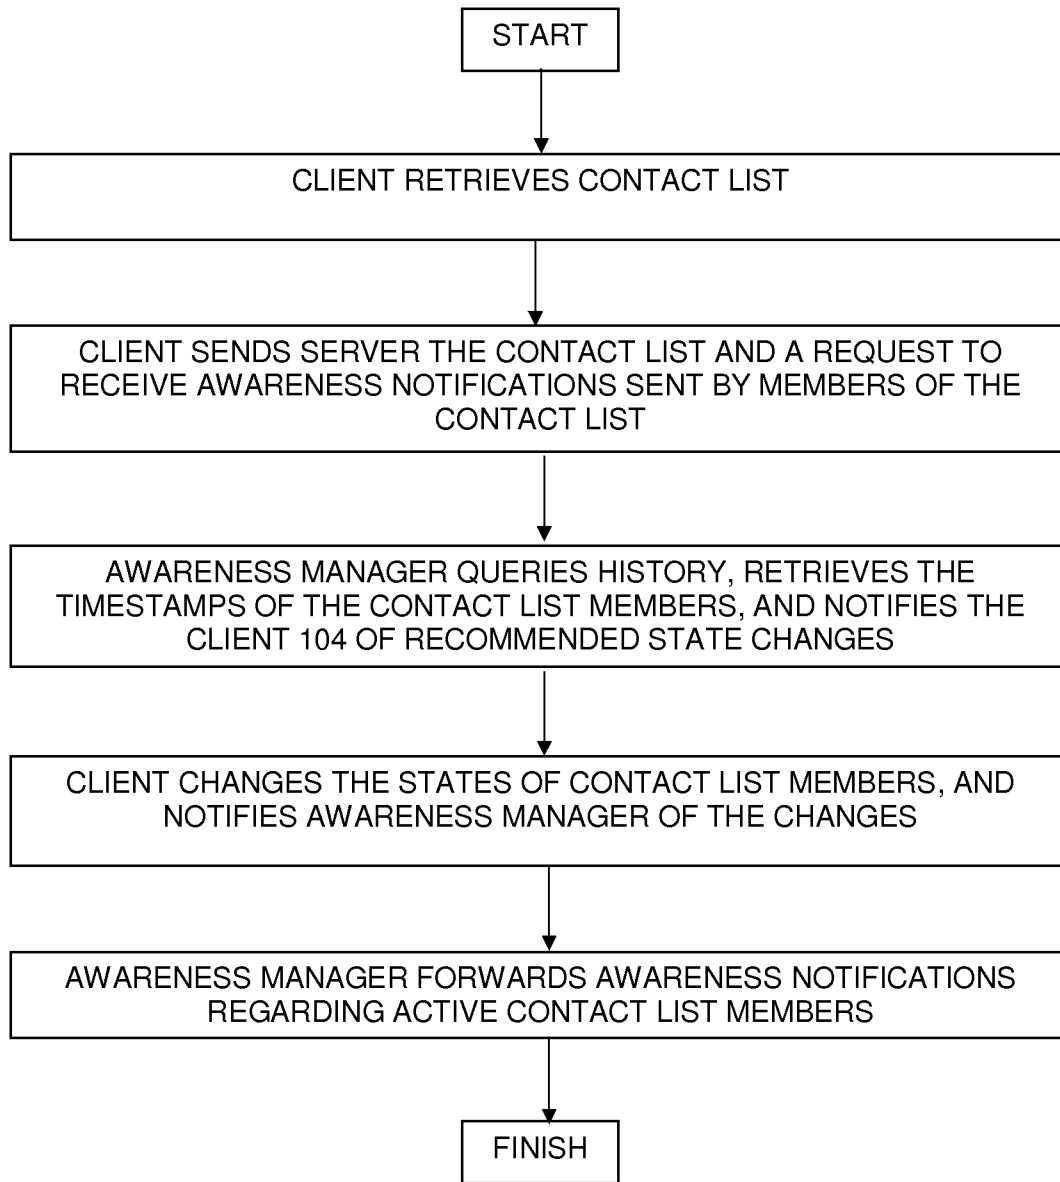 START
CLIENT RETRIEVES CONTACT LIST
CLIENT SENDS SERVER THE CONTACT LIST AND A REQUEST TO
RECEIVE AWARENESS NOTIFICATIONS SENT BY MEMBERS OF THE
CONTACT LIST
AWARENESS MANAGER QUERIES HISTORY, RETRIEVES THE
TIMESTAMPS OF THE CONTACT LIST MEMBERS, AND NOTIFIES THE
CLIENT 104 OF RECOMMENDED STATE CHANGES
CLIENT CHANGES THE STATES OF CONTACT LIST MEMBERS, AND
NOTIFIES AWARENESS MANAGER OF THE CHANGES
AWARENESS MANAGER FORWARDS AWARENESS NOTIFICATIONS
REGARDING ACTIVE CONTACT LIST MEMBERS
FINISH